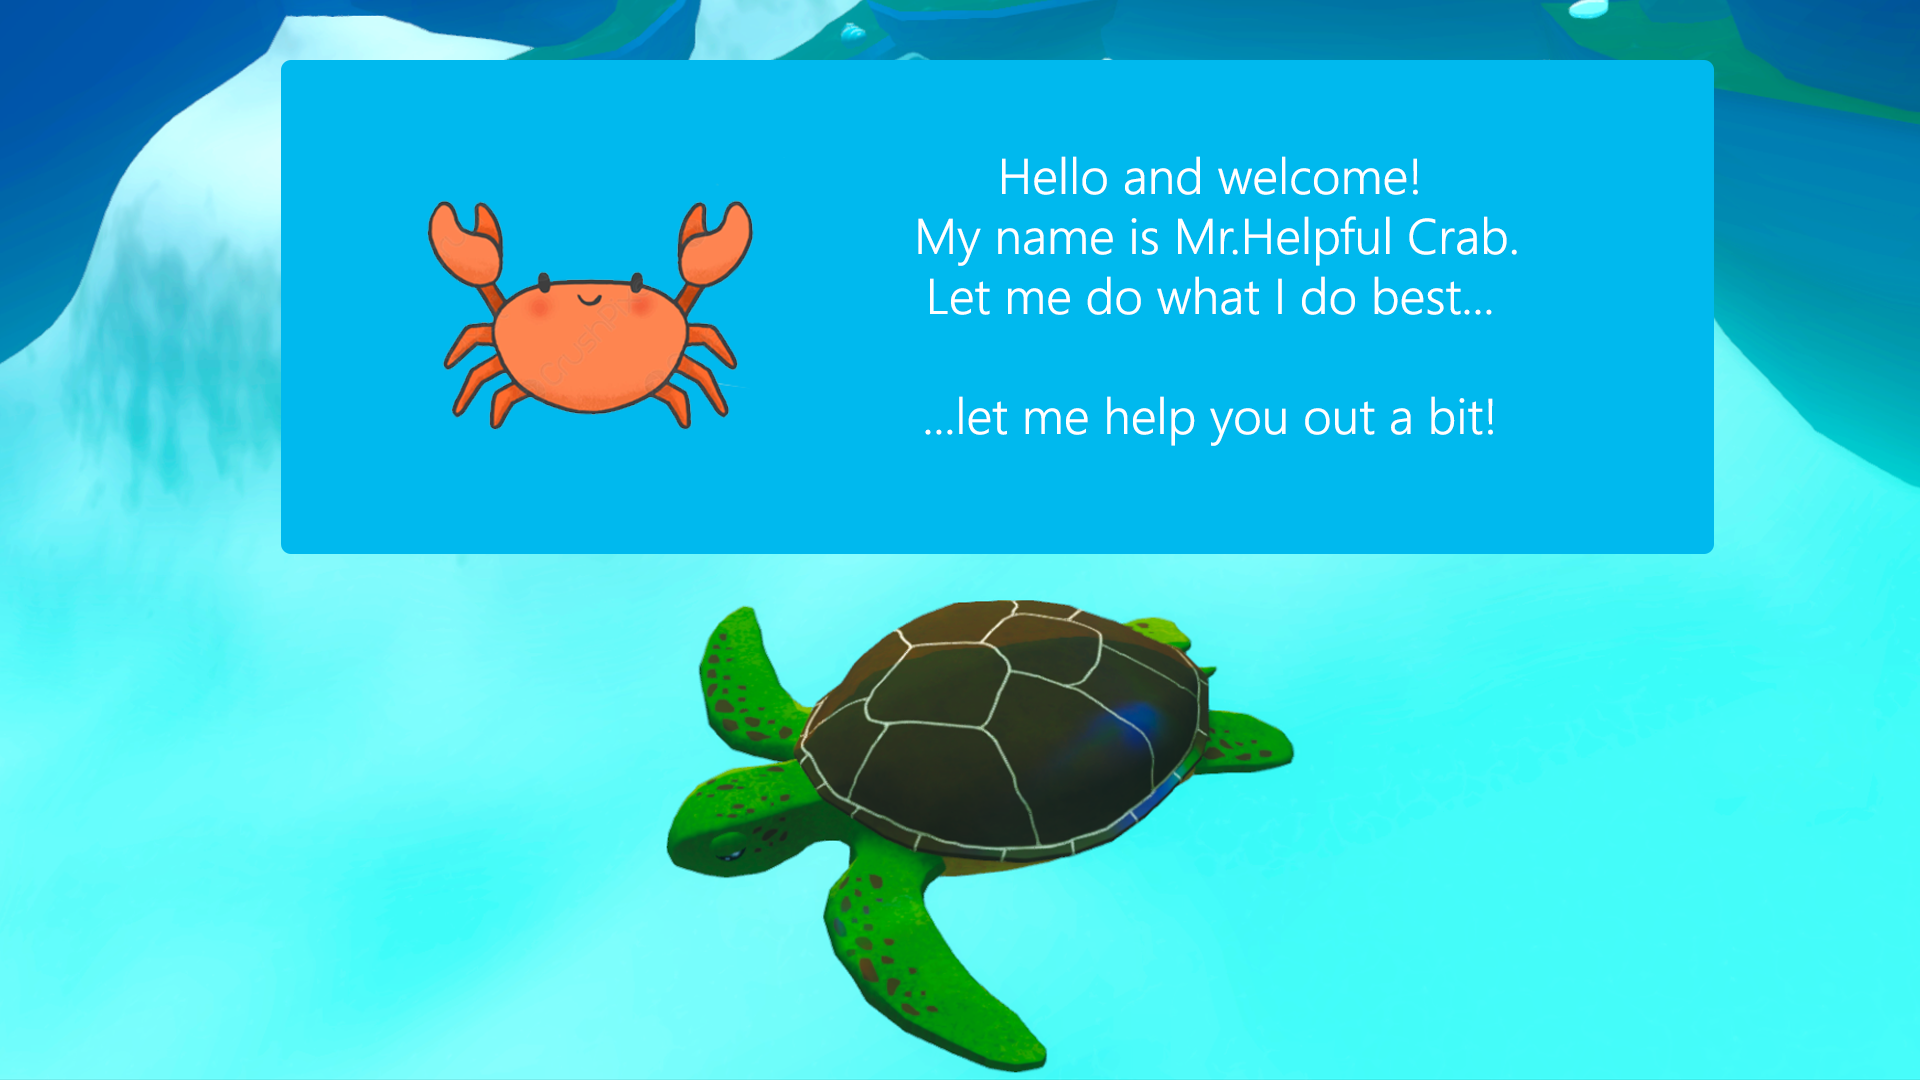 Hello and welcome!
My name is Mr.Helpful Crab.
Let me do what I do best...
...let me help you out a bit!